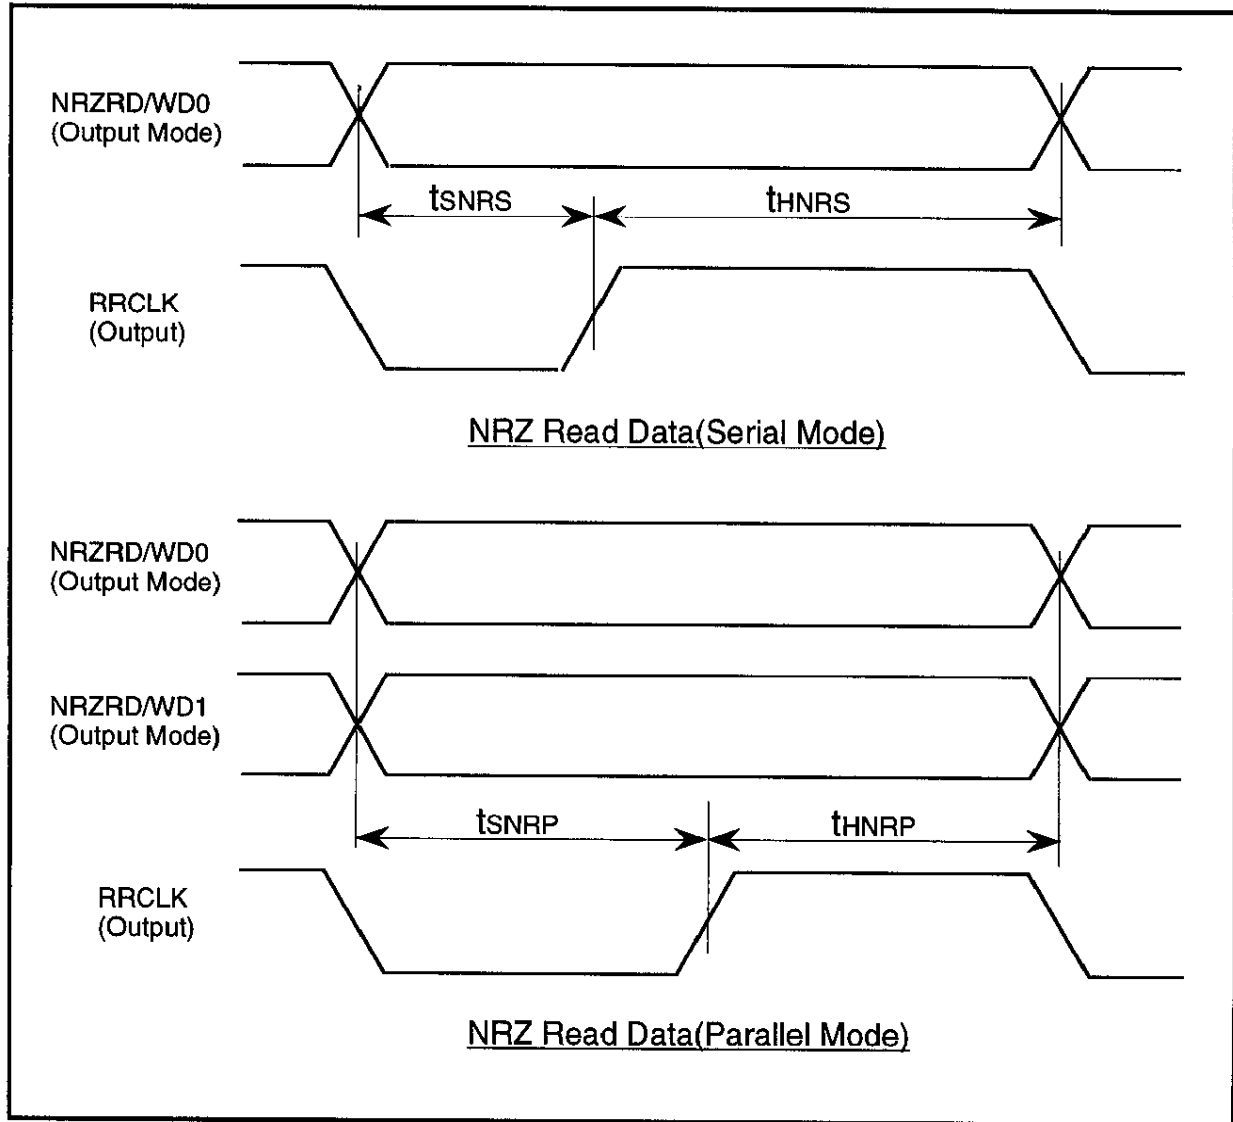 NRZRD/WD0
(Output Mode)
tSNRS
tHNRS
RRCLK
(Output)
NRZ Read Data(Serial Mode)
NRZRD/WD0
(Output Mode)
NRZRD/WD1
(Output Mode)
tSNRP
tHNRP
RRCLK
(Output)
NRZ Read Data(Parallel Mode)